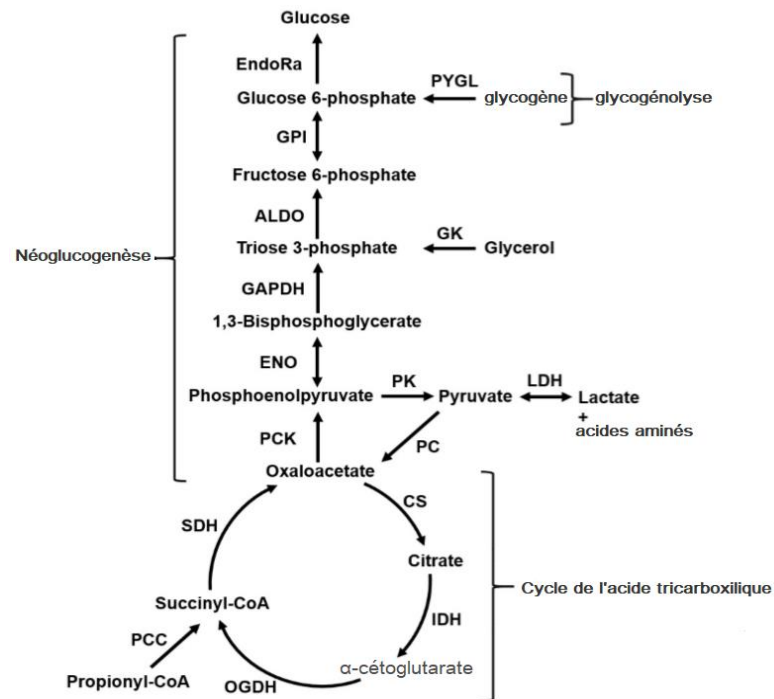 Glucose
EndoRa
PYGL
Glucose 6-phosphate
glycogène
glycogénolyse
GPI
Fructose 6-phosphate
ALDO
GK
Néoglucogenèse
Triose 3-phosphate
Glycerol
GAPDH
1,3-Bisphosphoglycerate
ENO
PK
LDH
Phosphoenolpyruvate
Pyruvate
Lactate
+
acides aminés
PCK
PC
Oxaloacetate
CS
SDH
Citrate
Cycle de l'acide tricarboxilique
Succinyl-CoA
IDH
PCC
α-cétoglutarate
Propionyl-CoA
OGDH